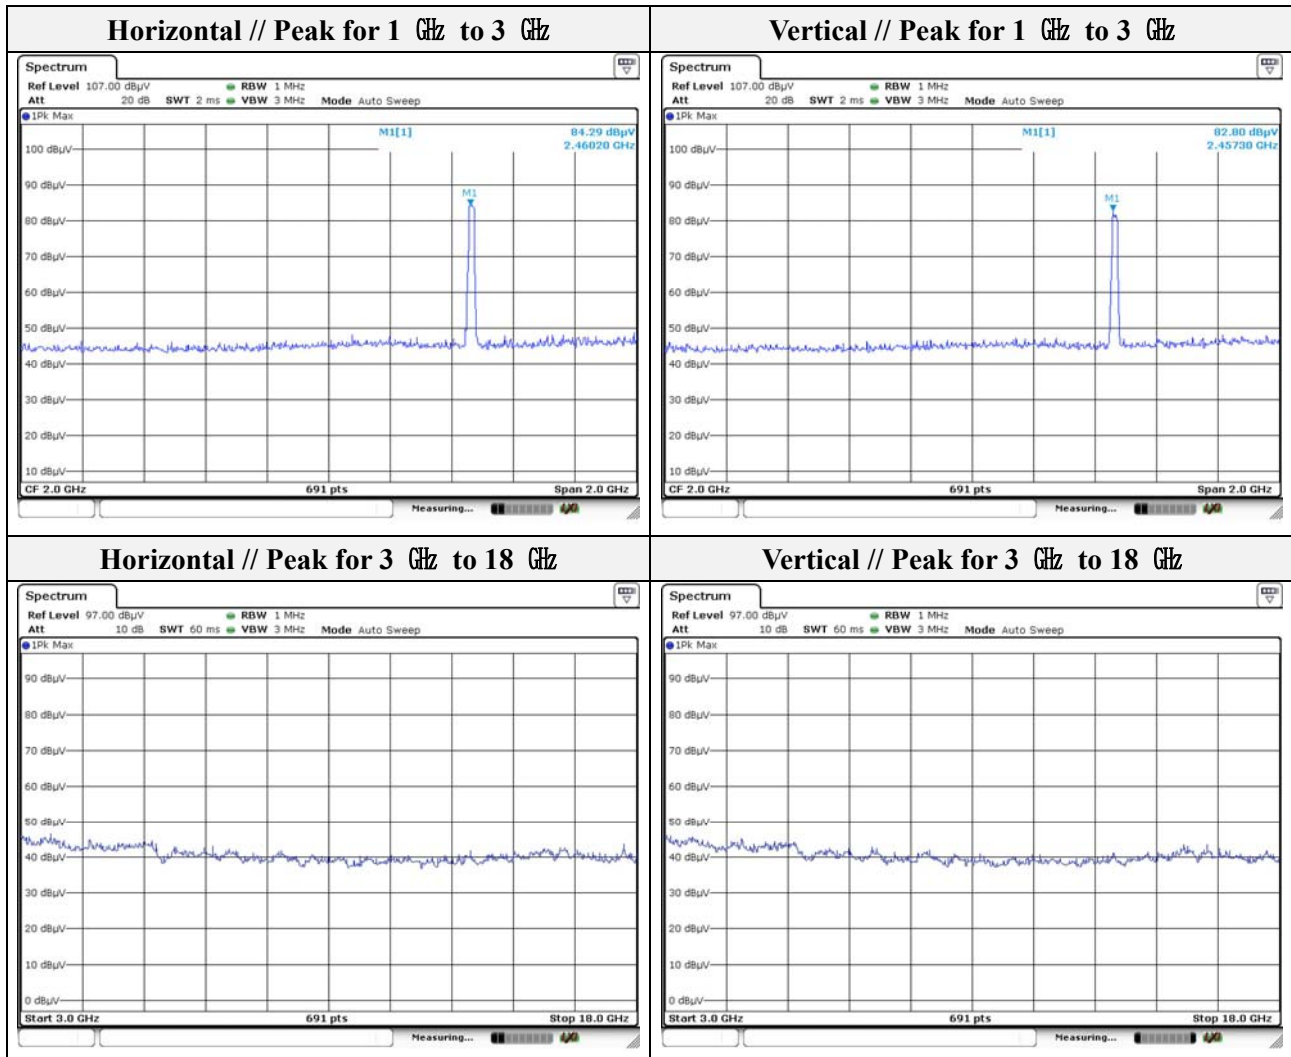 Horizontal // Peak for 1 ㎓ to 3 ㎓
Vertical // Peak for 1 ㎓ to 3 ㎓
Spectrum
Ref Level 107.00 dBµV RBW 1 MHz
Att 20 dB SWT 2 ms VBW 3 MHz Mode Auto Sweep
1Pk Max
M1[1] 84.29 dBµV
2.46020 GHz
100 dBµV
90 dBµV
M1
80 dBµV
70 dBµV
60 dBµV
50 dBµV
40 dBµV
30 dBµV
20 dBµV
10 dBµV
CF 2.0 GHz 691 pts Span 2.0 GHz
Measuring...
Spectrum
Ref Level 107.00 dBµV RBW 1 MHz
Att 20 dB SWT 2 ms VBW 3 MHz Mode Auto Sweep
1Pk Max
M1[1] 82.80 dBµV
2.45730 GHz
100 dBµV
90 dBµV
M1
80 dBµV
70 dBµV
60 dBµV
50 dBµV
40 dBµV
30 dBµV
20 dBµV
10 dBµV
CF 2.0 GHz 691 pts Span 2.0 GHz
Measuring...
Horizontal // Peak for 3 ㎓ to 18 ㎓
Vertical // Peak for 3 ㎓ to 18 ㎓
Spectrum
Ref Level 97.00 dBµV RBW 1 MHz
Att 10 dB SWT 60 ms VBW 3 MHz Mode Auto Sweep
1Pk Max
90 dBµV
80 dBµV
70 dBµV
60 dBµV
50 dBµV
40 dBµV
30 dBµV
20 dBµV
10 dBµV
0 dBµV
Start 3.0 GHz 691 pts Stop 18.0 GHz
Measuring...
Spectrum
Ref Level 97.00 dBµV RBW 1 MHz
Att 10 dB SWT 60 ms VBW 3 MHz Mode Auto Sweep
1Pk Max
90 dBµV
80 dBµV
70 dBµV
60 dBµV
50 dBµV
40 dBµV
30 dBµV
20 dBµV
10 dBµV
0 dBµV
Start 3.0 GHz 691 pts Stop 18.0 GHz
Measuring...